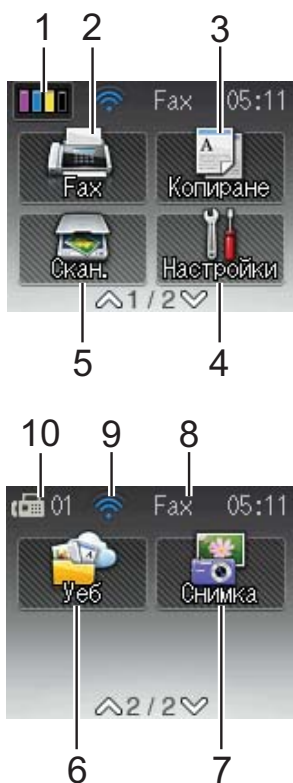 1 2 3
Fax 05:11
Fax Копиране
Скан. Настройки
1 / 2
5 4
10 9 8
01 Fax 05:11
Уеб Снимка
2 / 2
6 7